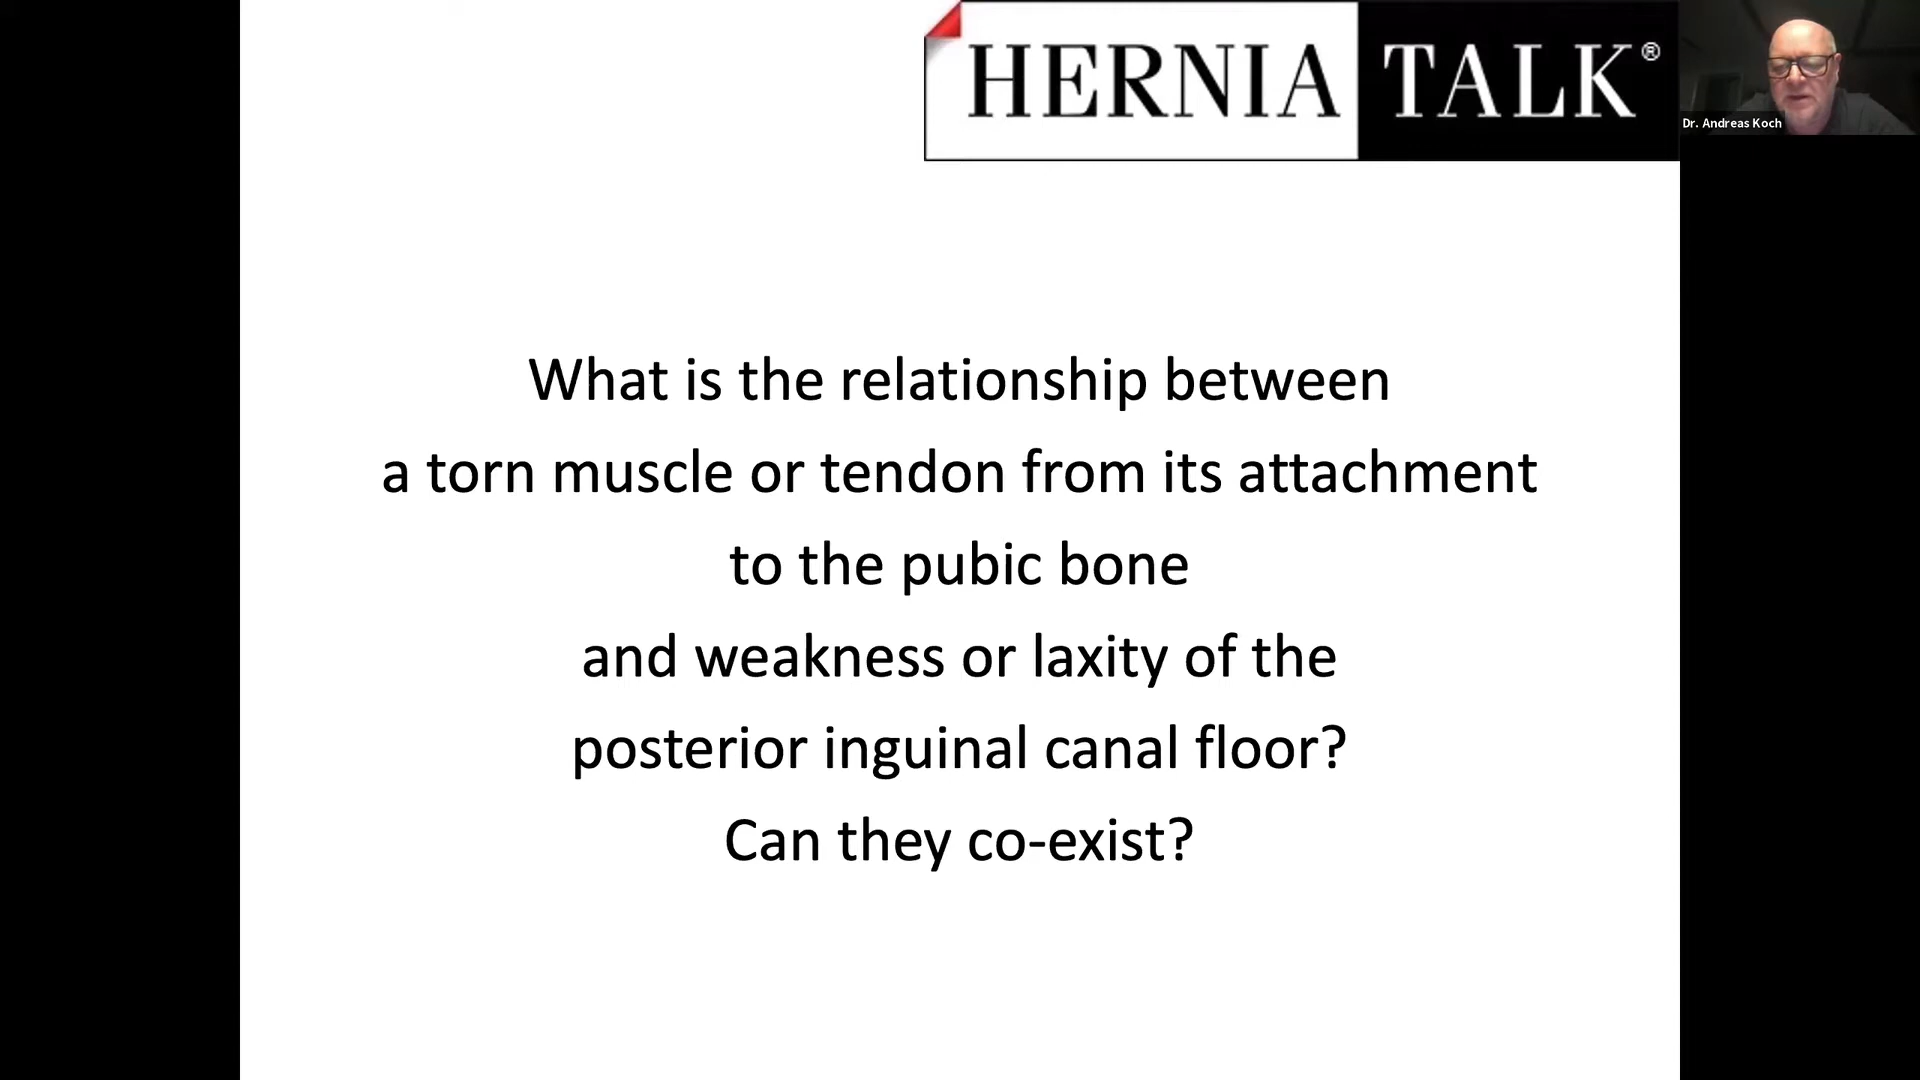 HERNIA TALK®
Dr. Andreas Koch
What is the relationship between
a torn muscle or tendon from its attachment
to the pubic bone
and weakness or laxity of the
posterior inguinal canal floor?
Can they co-exist?